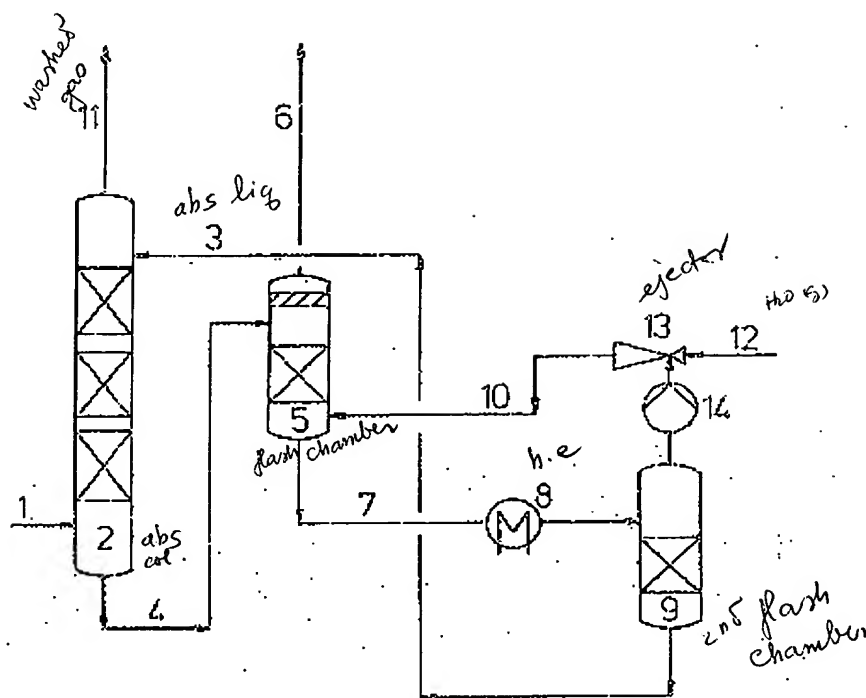 washed
gas
11
6
abs liq
3
ejector
13
H2O (g)
12
10
14
5
flash chamber
h.e
8
7
1
2
abs
col.
4
9
2nd flash
chamber